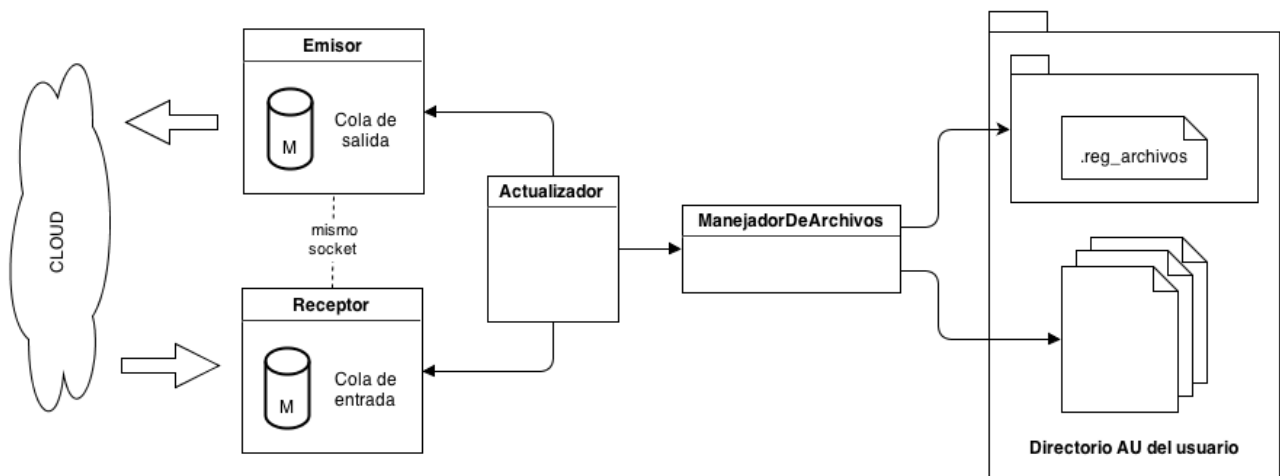 Emisor
M
Cola de
salida
CLOUD
mismo
socket
Receptor
M
Cola de
entrada
Actualizador
ManejadorDeArchivos
.reg_archivos
Directorio AU del usuario